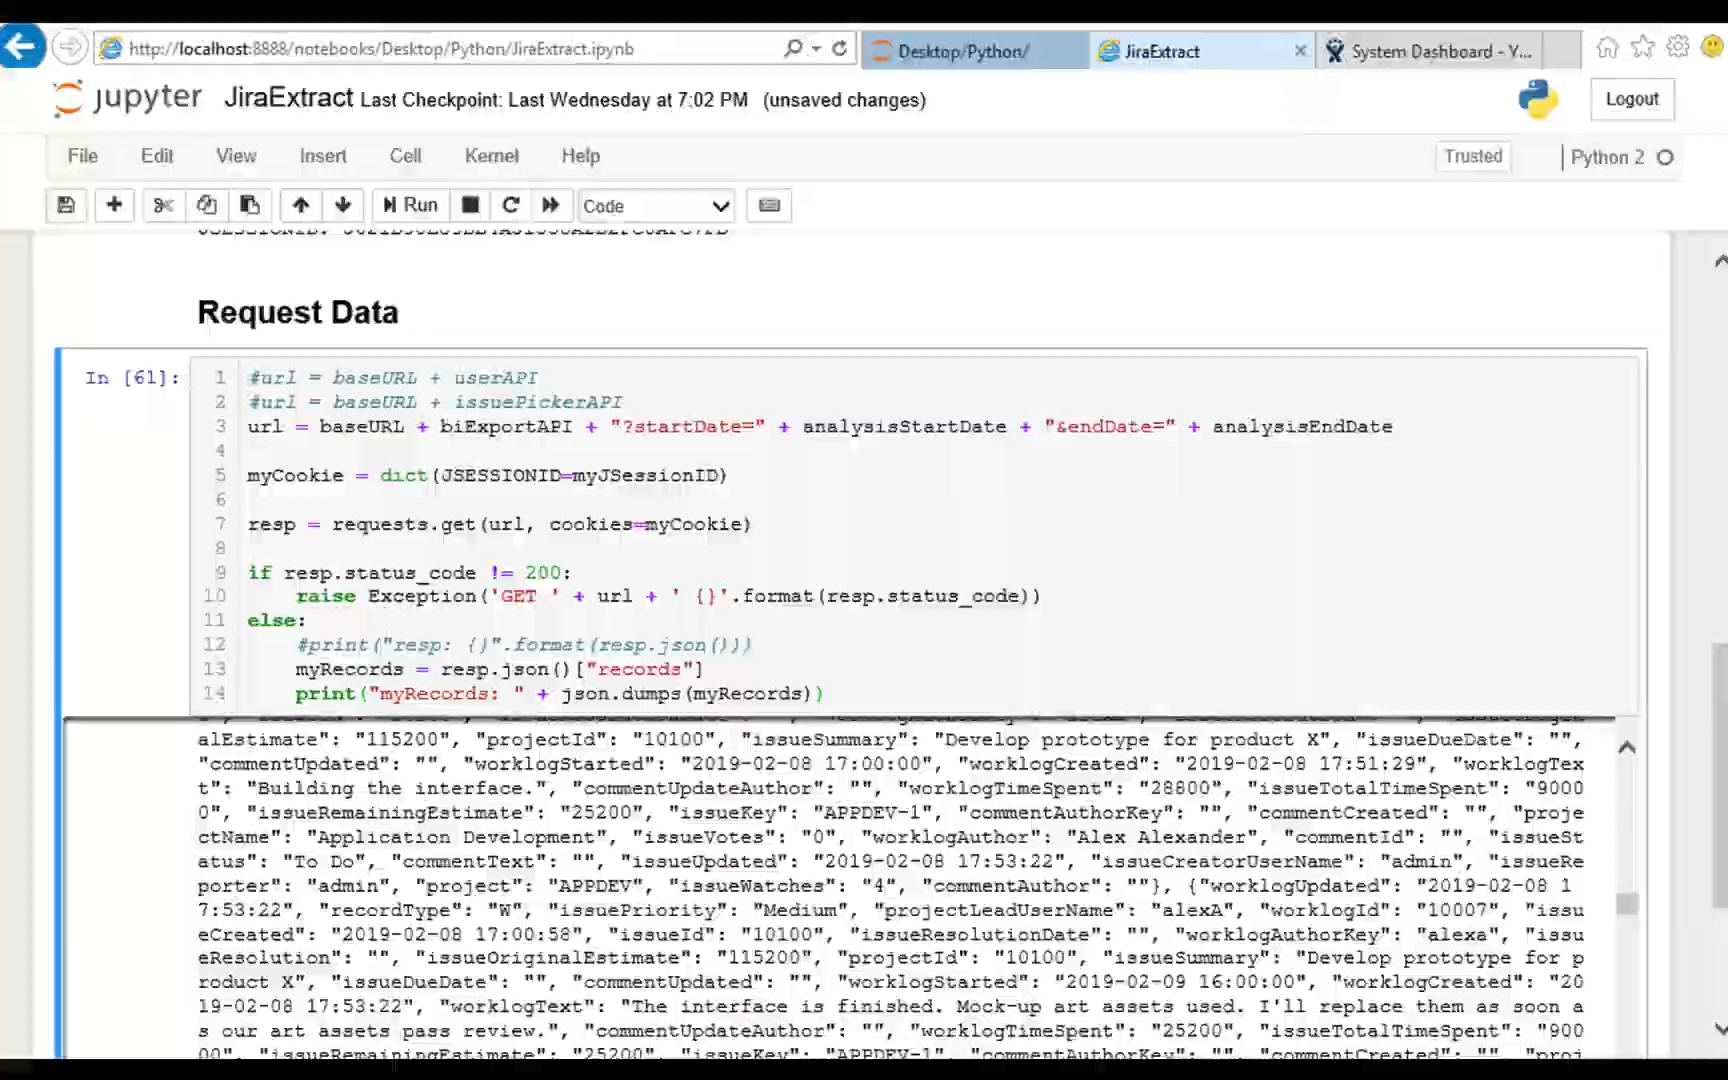 http://localhost:8888/notebooks/Desktop/Python/JiraExtract.ipynb
Desktop/Python/
JiraExtract
System Dashboard - Y...
jupyter JiraExtract Last Checkpoint: Last Wednesday at 7:02 PM (unsaved changes)
Logout
File Edit View Insert Cell Kernel Help
Trusted
Python 2
Run
Code
Request Data
In [61]:
1 #url = baseURL + userAPI
2 #url = baseURL + issuePickerAPI
3 url = baseURL + biExportAPI + "?startDate=" + analysisStartDate + "&endDate=" + analysisEndDate
4
5 myCookie = dict(JSESSIONID=myJSessionID)
6
7 resp = requests.get(url, cookies=myCookie)
8
9 if resp.status_code != 200:
10 raise Exception('GET ' + url + ' {}'.format(resp.status_code))
11 else:
12 #print("resp: {}".format(resp.json()))
13 myRecords = resp.json()["records"]
14 print("myRecords: " + json.dumps(myRecords))
alEstimate": "115200", "projectId": "10100", "issueSummary": "Develop prototype for product X", "issueDueDate": "",
"commentUpdated": "", "worklogStarted": "2019-02-08 17:00:00", "worklogCreated": "2019-02-08 17:51:29", "worklogTex
t": "Building the interface.", "commentUpdateAuthor": "", "worklogTimeSpent": "28800", "issueTotalTimeSpent": "9000
0", "issueRemainingEstimate": "25200", "issueKey": "APPDEV-1", "commentAuthorKey": "", "commentCreated": "", "proje
ctName": "Application Development", "issueVotes": "0", "worklogAuthor": "Alex Alexander", "commentId": "", "issueSt
atus": "To Do", "commentText": "", "issueUpdated": "2019-02-08 17:53:22", "issueCreatorUserName": "admin", "issueRe
porter": "admin", "project": "APPDEV", "issueWatches": "4", "commentAuthor": ""}, {"worklogUpdated": "2019-02-08 1
7:53:22", "recordType": "W", "issuePriority": "Medium", "projectLeadUserName": "alexA", "worklogId": "10007", "issu
eCreated": "2019-02-08 17:00:58", "issueId": "10100", "issueResolutionDate": "", "worklogAuthorKey": "alexa", "issu
eResolution": "", "issueOriginalEstimate": "115200", "projectId": "10100", "issueSummary": "Develop prototype for p
roduct X", "issueDueDate": "", "commentUpdated": "", "worklogStarted": "2019-02-09 16:00:00", "worklogCreated": "20
19-02-08 17:53:22", "worklogText": "The interface is finished. Mock-up art assets used. I'll replace them as soon a
s our art assets pass review.", "commentUpdateAuthor": "", "worklogTimeSpent": "25200", "issueTotalTimeSpent": "900
00", "issueRemainingEstimate": "25200", "issueKey": "APPDEV-1", "commentAuthorKey": "", "commentCreated": "", "proj